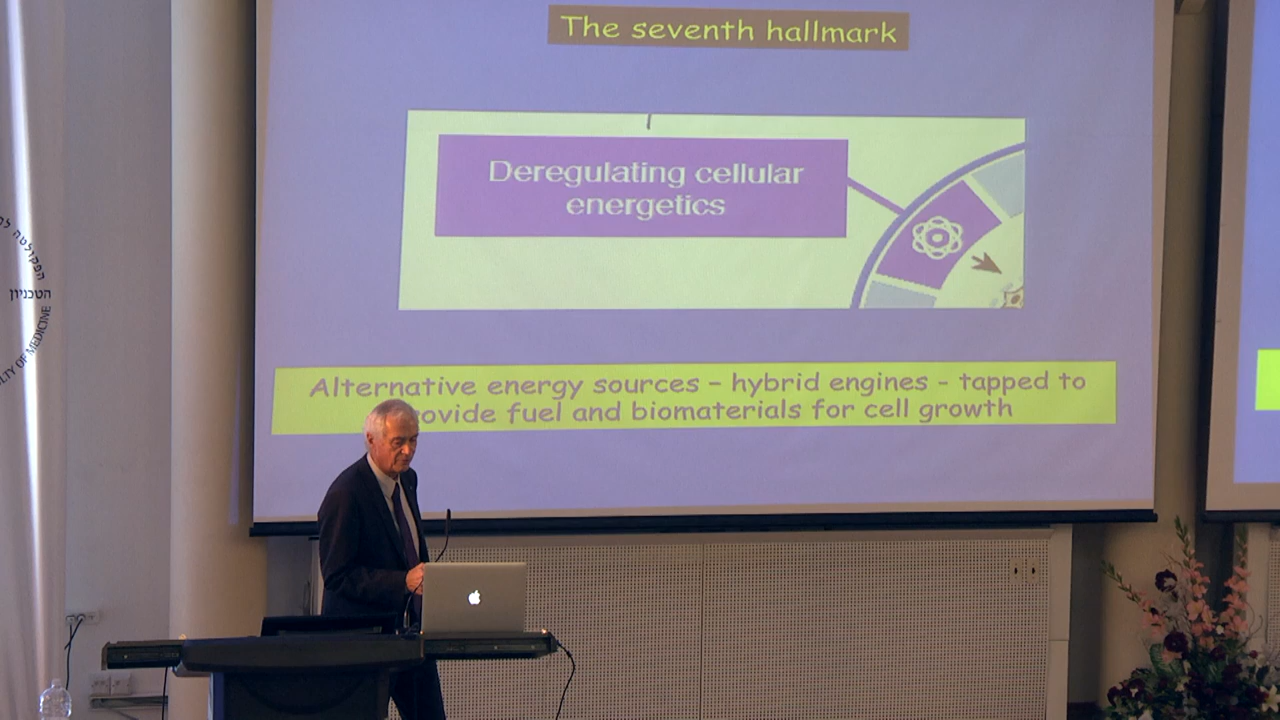 The seventh hallmark
Deregulating cellular
energetics
Alternative energy sources – hybrid engines - tapped to
fuel and biomaterials for cell growth
הפקולטה
הטכניון
OF MEDICINE